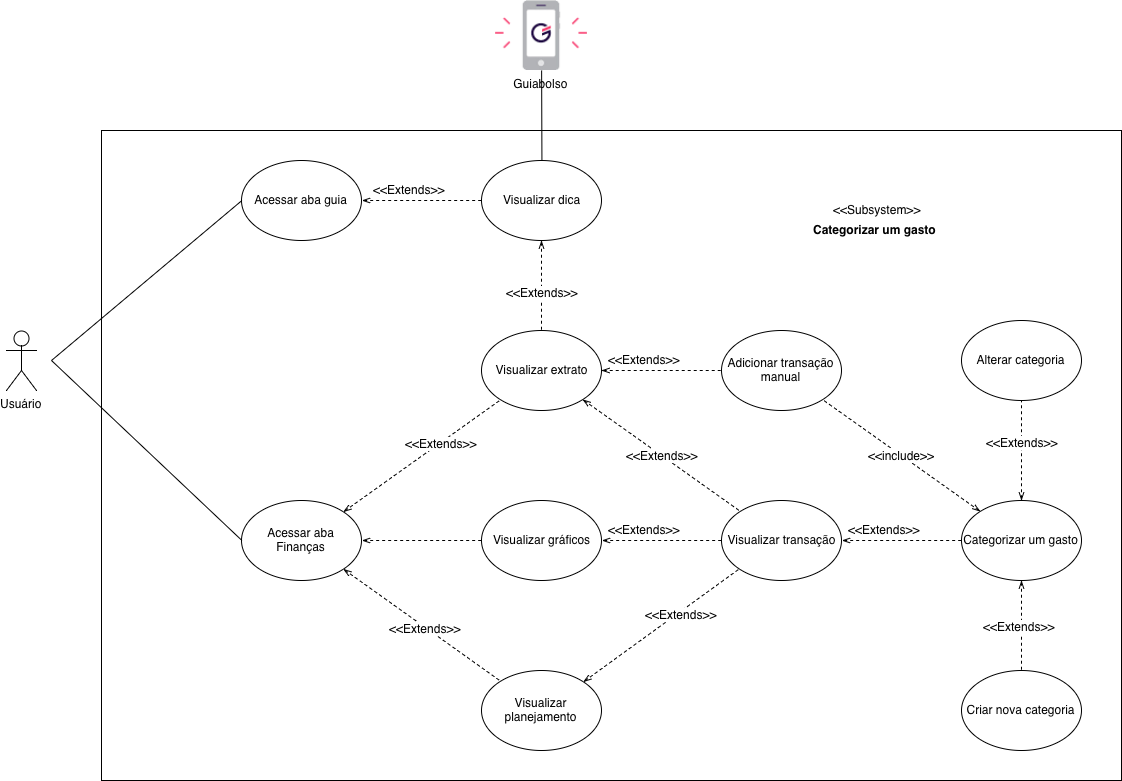 Guiabolso
Acessar aba guia
<<Extends>>
Visualizar dica
<<Subsystem>>
Categorizar um gasto
<<Extends>>
Usuário
Visualizar extrato
<<Extends>>
Adicionar transação
manual
Alterar categoria
<<Extends>>
<<Extends>>
<<include>>
<<Extends>>
Acessar aba
Finanças
Visualizar gráficos
<<Extends>>
Visualizar transação
<<Extends>>
Categorizar um gasto
<<Extends>>
<<Extends>>
<<Extends>>
Visualizar
planejamento
Criar nova categoria